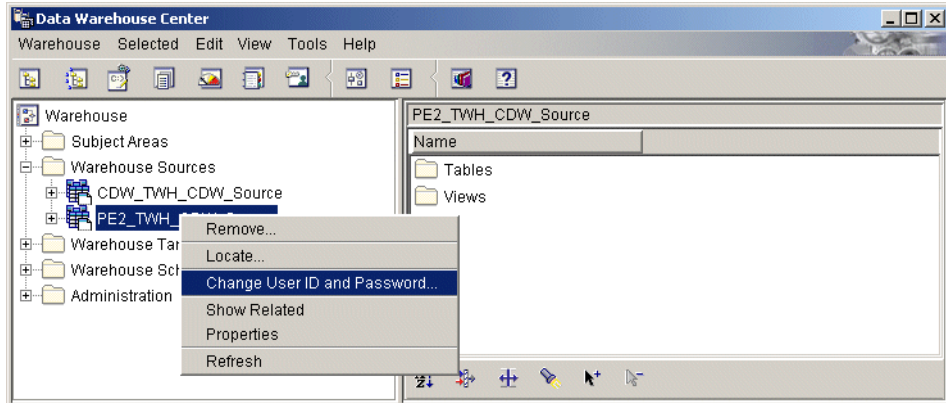 Data Warehouse Center
Warehouse Selected Edit View Tools Help
Warehouse
Subject Areas
Warehouse Sources
CDW_TWH_CDW_Source
PE2_TWH_
Warehouse Tar
Warehouse Sch
Administration
PE2_TWH_CDW_Source
Name
Tables
Views
Remove...
Locate...
Change User ID and Password...
Show Related
Properties
Refresh